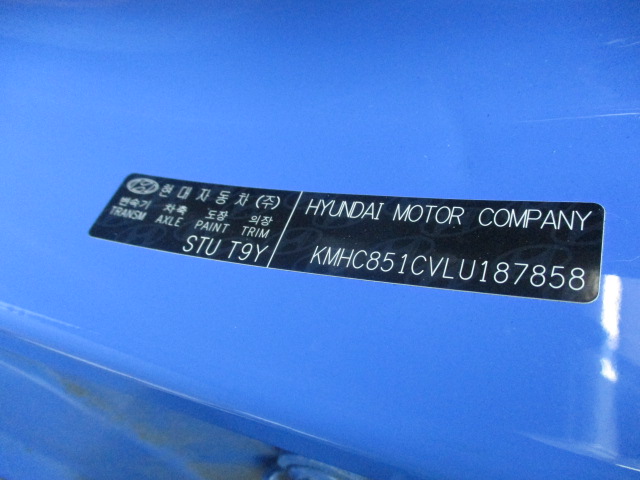 현대자동차(주)
변속기 차축 도장 의장
TRANSM AXLE PAINT TRIM
STU T9Y
HYUNDAI MOTOR COMPANY
KMHC851CVLU187858